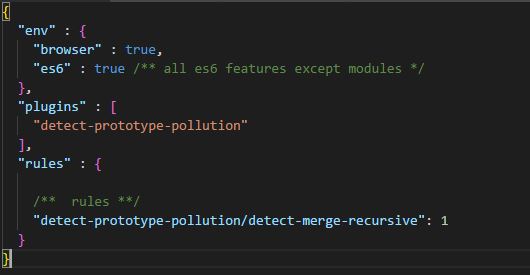 {
"env" : {
"browser" : true,
"es6" : true /** all es6 features except modules */
},
"plugins" : [
"detect-prototype-pollution"
],
"rules" : {
/**  rules **/
"detect-prototype-pollution/detect-merge-recursive": 1
}
}